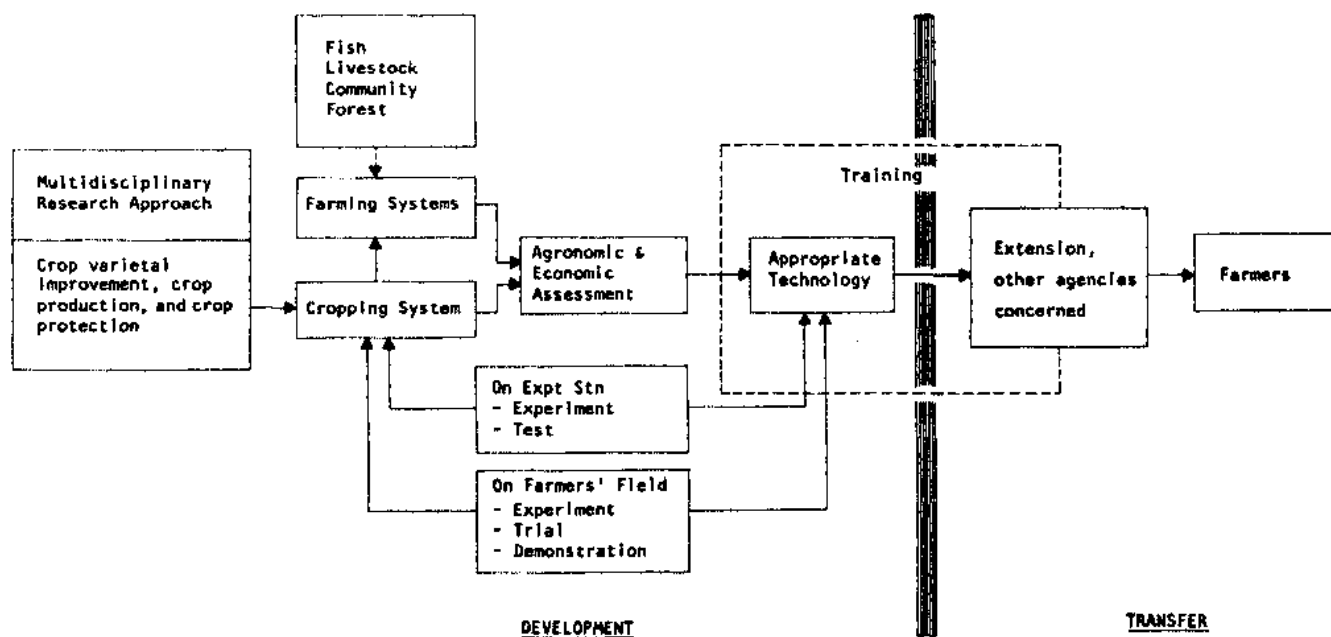 Fish
Livestock
Community
Forest
Multidisciplinary
Research Approach
Crop varietal
improvement, crop
production, and crop
protection
Farming Systems
Cropping System
Agronomic &
Economic
Assessment
Training
Appropriate
Technology
Extension,
other agencies
concerned
Farmers
On Expt Stn
- Experiment
- Test
On Farmers' Field
- Experiment
- Trial
- Demonstration
DEVELOPMENT
TRANSFER